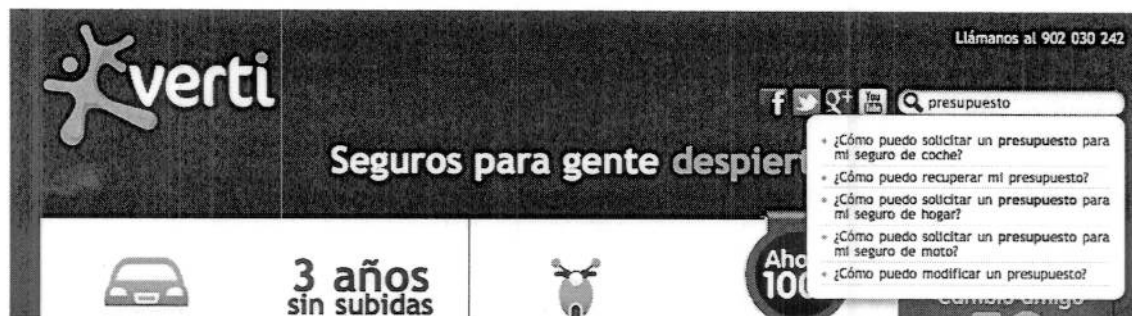 Llámanos al 902 030 242
verti
f g+ You Tube presupuesto
Seguros para gente despiert
¿Cómo puedo solicitar un presupuesto para
mi seguro de coche?
¿Cómo puedo recuperar mi presupuesto?
¿Cómo puedo solicitar un presupuesto para
mi seguro de hogar?
¿Cómo puedo solicitar un presupuesto para
mi seguro de moto?
¿Cómo puedo modificar un presupuesto?
3 años
sin subidas
Aho
100
Cambio amigo